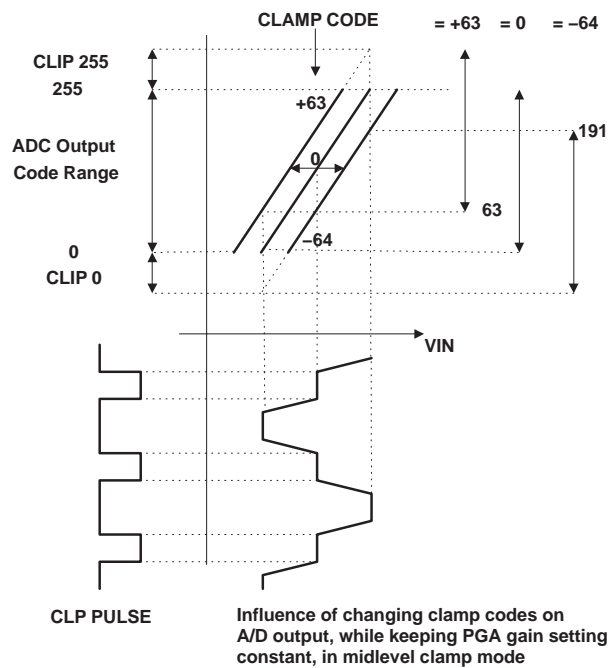 CLAMP CODE
= +63 = 0 = –64
CLIP 255
255
+63
191
ADC Output
Code Range
0
63
0
–64
CLIP 0
VIN
CLP PULSE
Influence of changing clamp codes on
A/D output, while keeping PGA gain setting
constant, in midlevel clamp mode